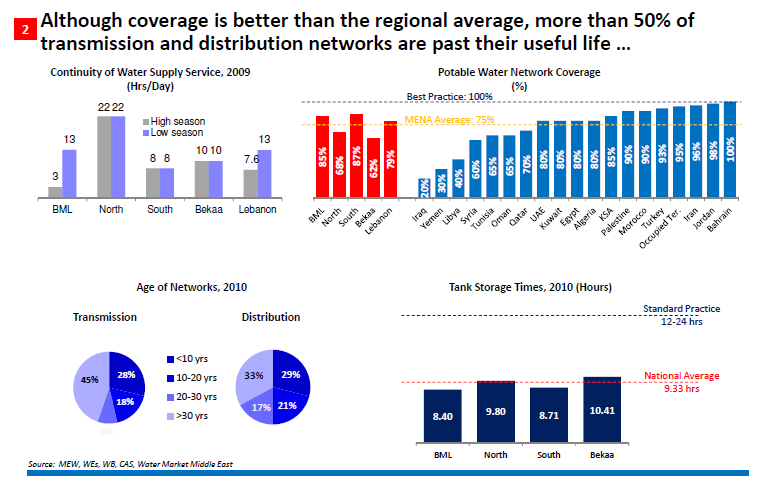 2
Although coverage is better than the regional average, more than 50% of
transmission and distribution networks are past their useful life ...
Continuity of Water Supply Service, 2009
(Hrs/Day)
22 22
13
3
8 8
10 10
7.6
13
High season
Low season
BML North South Bekaa Lebanon
Potable Water Network Coverage
(%)
Best Practice: 100%
MENA Average: 75%
85% 68% 87% 62% 79% 20% 30% 40% 60% 65% 65% 70% 80% 80% 80% 80% 85% 90% 90% 93% 95% 96% 98% 100%
BML North South Bekaa Lebanon Iraq Yemen Libya Syria Tunisia Oman Qatar UAE Kuwait Egypt Algeria KSA Palestine Morocco Turkey Occupied Ter. Iran Jordan Bahrain
Age of Networks, 2010
Transmission
Distribution
45%
28%
18%
<10 yrs
10-20 yrs
20-30 yrs
>30 yrs
33%
29%
17%
21%
Tank Storage Times, 2010 (Hours)
Standard Practice
12-24 hrs
National Average
9.33 hrs
8.40 9.80 8.71 10.41
BML North South Bekaa
Source: MEW, WEs, WB, CAS, Water Market Middle East